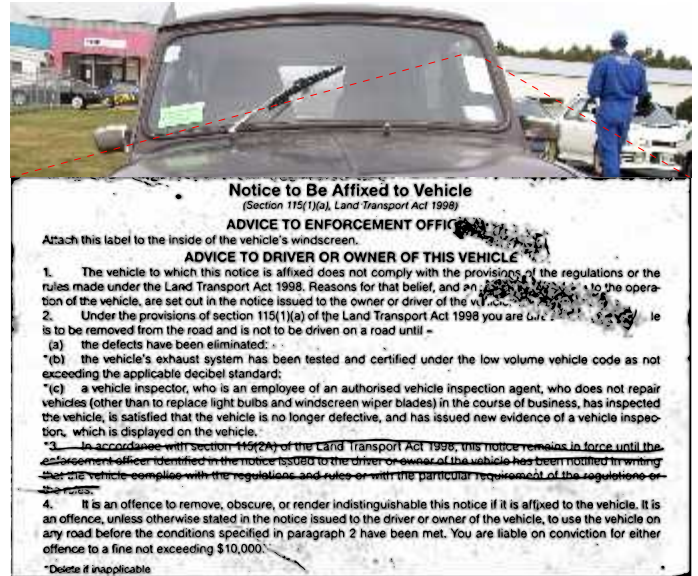 Notice to Be Affixed to Vehicle
(Section 115(1)(a), Land Transport Act 1998)
ADVICE TO ENFORCEMENT
Attach this label to the inside of the vehicle's windscreen.
ADVICE TO DRIVER OR OWNER OF THIS VEHICLE
1. The vehicle to which this notice is affixed does not comply with the provisions of the regulations or the
rules made under the Land Transport Act 1998. Reasons for that belief, and to the opera-
tion of the vehicle, are set out in the notice issued to the owner or driver of the
2. Under the provisions of section 115(1)(a) of the Land Transport Act 1998 you are
is to be removed from the road and is not to be driven on a road until –
(a) the defects have been eliminated:
*(b) the vehicle's exhaust system has been tested and certified under the low volume vehicle code as not
exceeding the applicable decibel standard:
*(c) a vehicle inspector, who is an employee of an authorised vehicle inspection agent, who does not repair
vehicles (other than to replace light bulbs and windscreen wiper blades) in the course of business, has inspected
the vehicle, is satisfied that the vehicle is no longer defective, and has issued new evidence of a vehicle inspec-
tion, which is displayed on the vehicle.
*3. In accordance with section 115(2A) of the Land Transport Act 1998, this notice remains in force until the
enforcement officer identified in the notice issued to the driver or owner of the vehicle has been notified in writing
that the vehicle complies with the regulations and rules or with the particular requirement of the regulations or
the rules.
4. It is an offence to remove, obscure, or render indistinguishable this notice if it is affixed to the vehicle. It is
an offence, unless otherwise stated in the notice issued to the driver or owner of the vehicle, to use the vehicle on
any road before the conditions specified in paragraph 2 have been met. You are liable on conviction for either
offence to a fine not exceeding $10,000.
*Delete if inapplicable